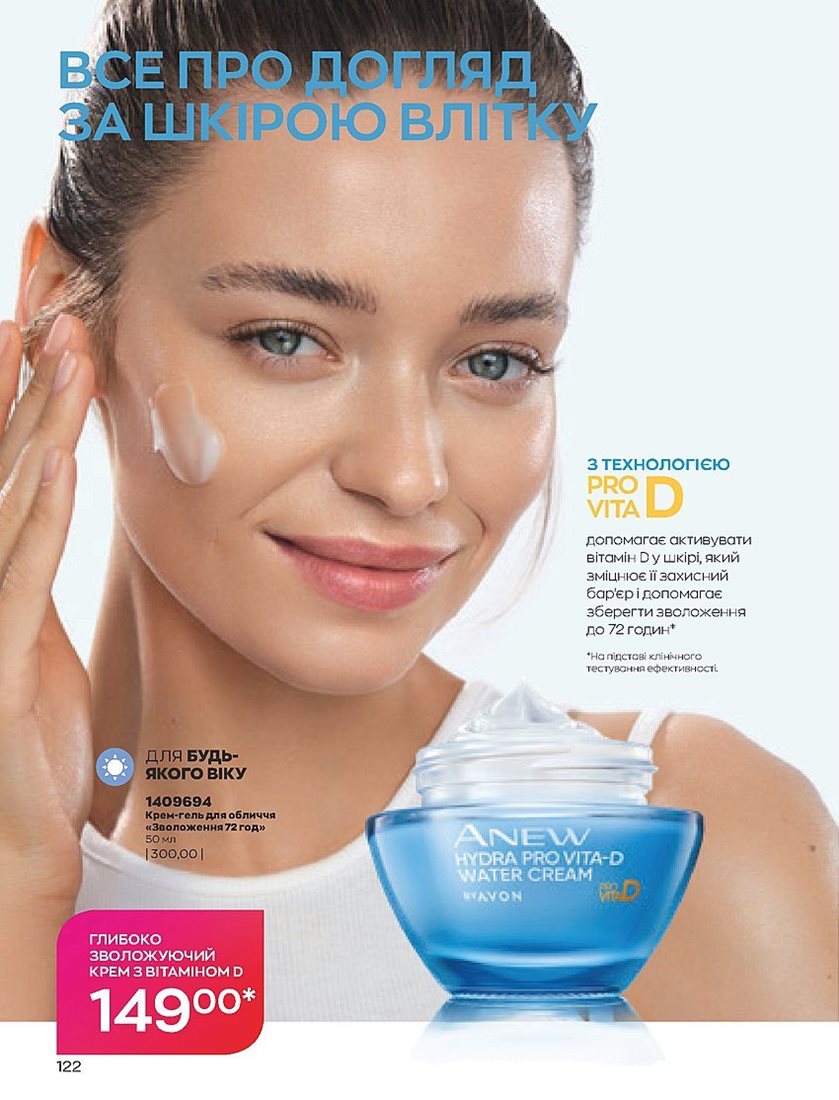 ВСЕ ПРО ДОГЛЯД
ЗА ШКІРОЮ ВЛІТКУ
З ТЕХНОЛОГІЄЮ
PRO
VITA D
допомагає активувати
вітамін D у шкірі, який
зміцнює її захисний
бар'єр і допомагає
зберегти зволоження
до 72 годин*
*На підставі клінічного
тестування ефективності.
ДЛЯ БУДЬ-
ЯКОГО ВІКУ
1409694
Крем-гель для обличчя
«Зволоження 72 год»
50 мл
|300,00|
ANEW
HYDRA PRO VITA-D
WATER CREAM
BY AVON
PRO
VITA D
ГЛИБОКО
ЗВОЛОЖУЮЧИЙ
КРЕМ З ВІТАМІНОМ D
14900*
122